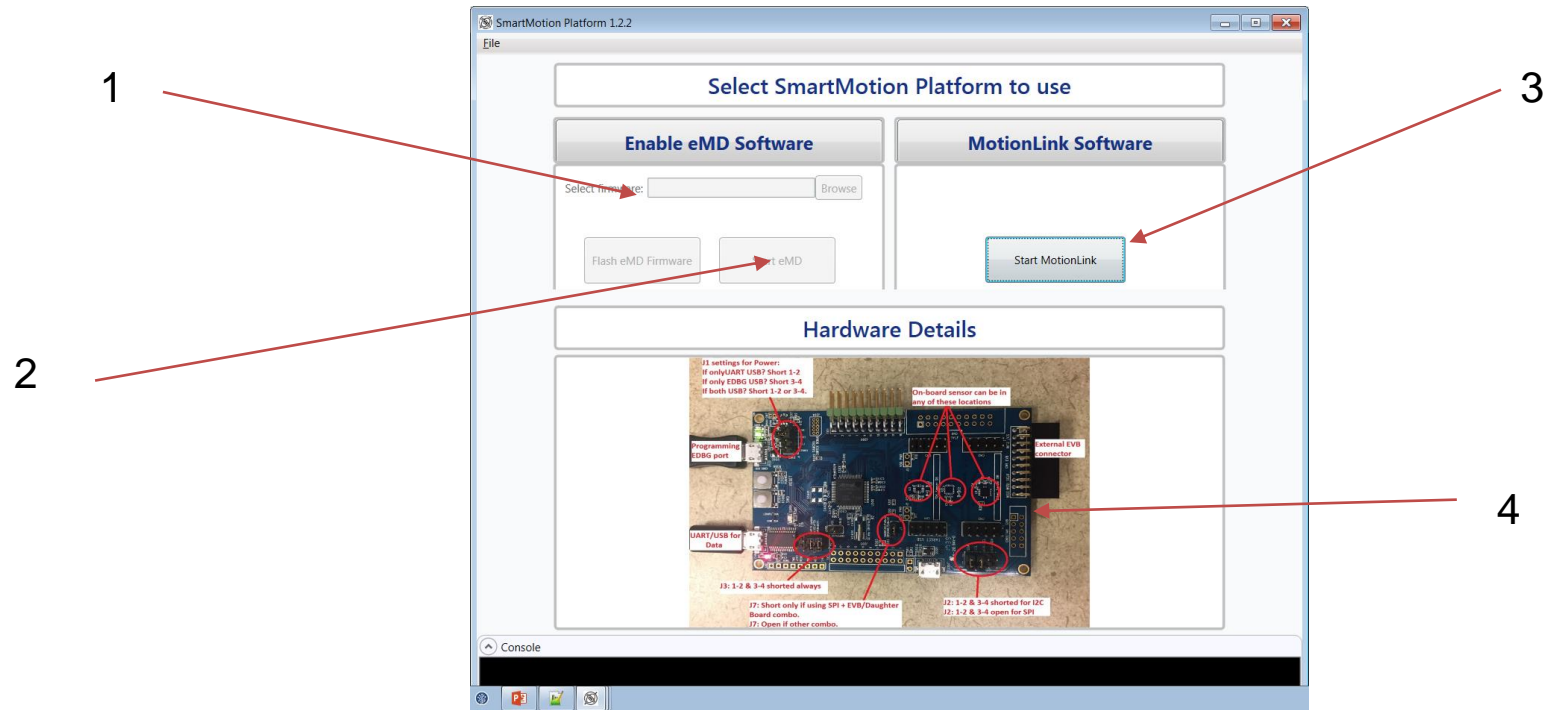 SmartMotion Platform 1.2.2
File
1
3
Select SmartMotion Platform to use
Enable eMD Software
MotionLink Software
Select firmware:
Browse
Flash eMD Firmware
eMD
Start MotionLink
2
Hardware Details
J1 settings for Power:
If onlyUART USB? Short 1-2
If only EDBG USB? Short 3-4
If both USB? Short 1-2 or 3-4.
On-board sensor can be in
any of these locations
Programming
EDBG port
External EVB
connector
4
UART/USB for
Data
J3: 1-2 & 3-4 shorted always
J7: Short only if using SPI + EVB/Daughter
Board combo.
J7: Open if other combo.
J2: 1-2 & 3-4 shorted for I2C
J2: 1-2 & 3-4 open for SPI
Console